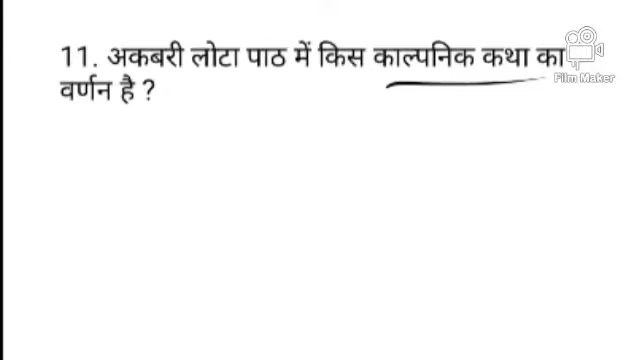 11. अकबरी लोटा पाठ में किस काल्पनिक कथा का
वर्णन है ?
Film Maker